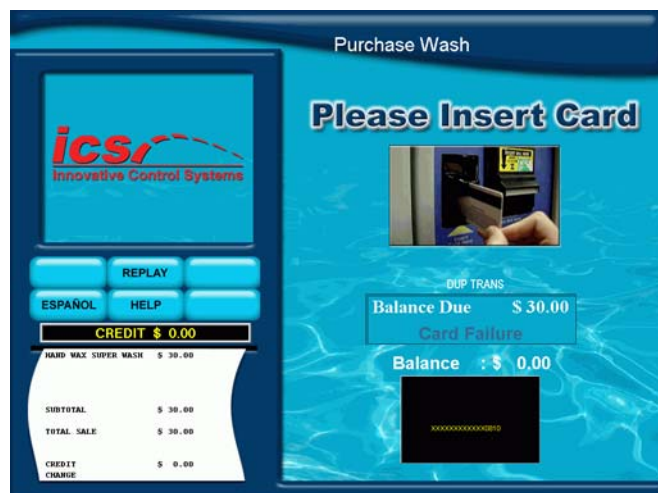 Purchase Wash
ics
Innovative Control Systems
REPLAY
ESPAÑOL HELP
CREDIT $ 0.00
HAND WAX SUPER WASH $ 30.00
SUBTOTAL $ 30.00
TOTAL SALE $ 30.00
CREDIT $ 0.00
CHANGE
Please Insert Card
DUP TRANS
Balance Due $ 30.00
Card Failure
Balance : $ 0.00
XXXXXXXXXXXX0810